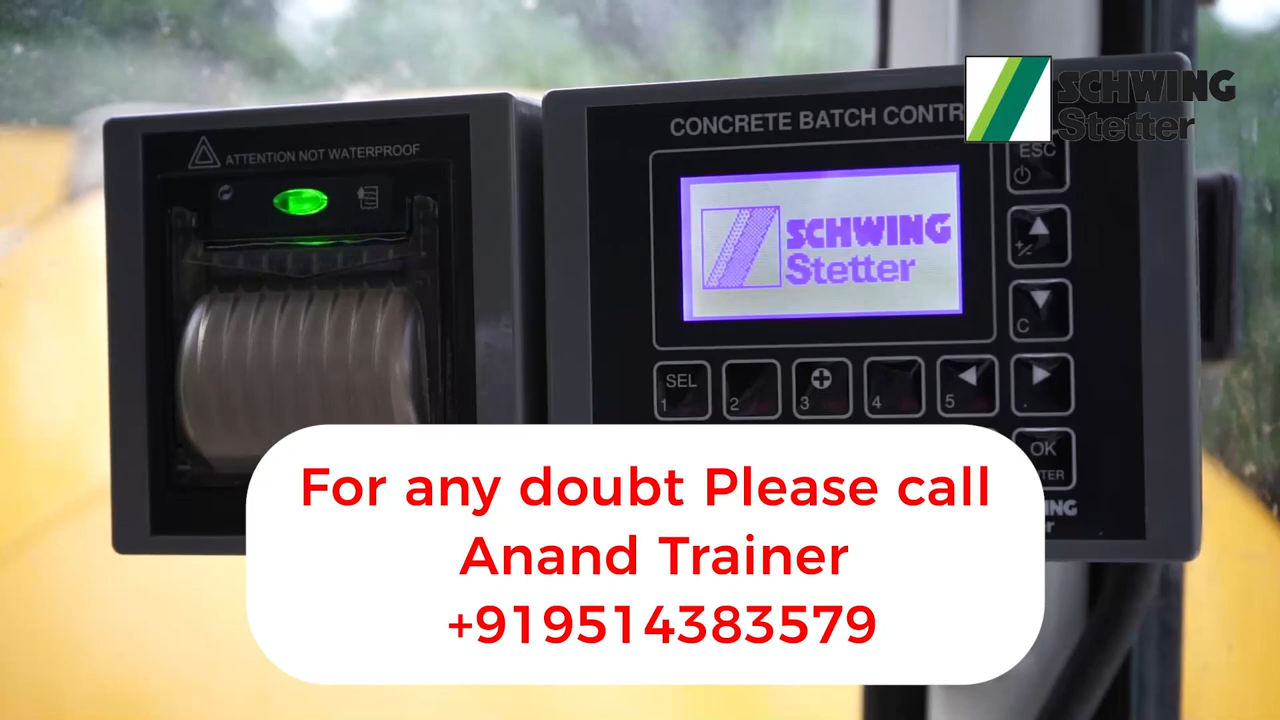 ATTENTION NOT WATERPROOF
CONCRETE BATCH CONTR
SCHWING
Stetter
SCHWING
Stetter
ESC
+/-
C
SEL
1
2
3
4
5
.
OK
For any doubt Please call
Anand Trainer
+919514383579